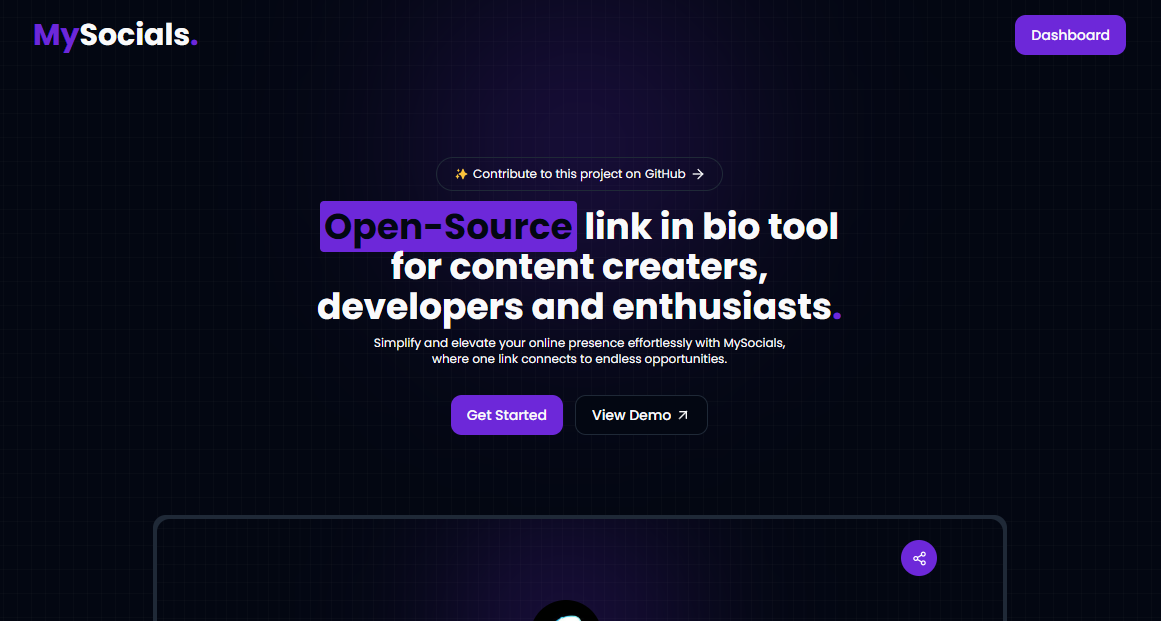 MySocials.
Dashboard
✨ Contribute to this project on GitHub →
Open-Source link in bio tool
for content creaters,
developers and enthusiasts.
Simplify and elevate your online presence effortlessly with MySocials,
where one link connects to endless opportunities.
Get Started
View Demo ↗